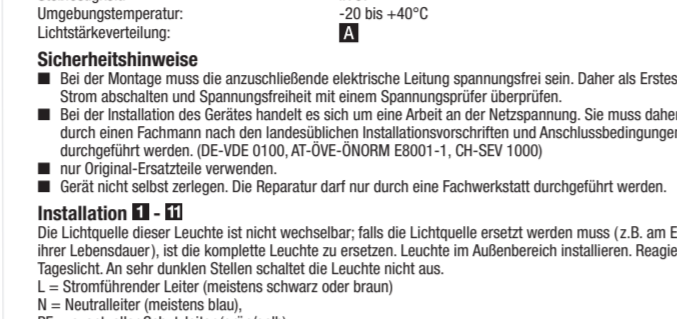 Umgebungstemperatur: -20 bis +40°C
Lichtstärkeverteilung: A
Sicherheitshinweise
■ Bei der Montage muss die anzuschließende elektrische Leitung spannungsfrei sein. Daher als Erstes
Strom abschalten und Spannungsfreiheit mit einem Spannungsprüfer überprüfen.
■ Bei der Installation des Gerätes handelt es sich um eine Arbeit an der Netzspannung. Sie muss daher
durch einen Fachmann nach den landesüblichen Installationsvorschriften und Anschlussbedingungen
durchgeführt werden. (DE-VDE 0100, AT-ÖVE-ÖNORM E8001-1, CH-SEV 1000)
■ nur Original-Ersatzteile verwenden.
■ Gerät nicht selbst zerlegen. Die Reparatur darf nur durch eine Fachwerkstatt durchgeführt werden.
Installation 1 - 11
Die Lichtquelle dieser Leuchte ist nicht wechselbar; falls die Lichtquelle ersetzt werden muss (z.B. am E
ihrer Lebensdauer), ist die komplette Leuchte zu ersetzen. Leuchte im Außenbereich installieren. Reagie
Tageslicht. An sehr dunklen Stellen schaltet die Leuchte nicht aus.
L = Stromführender Leiter (meistens schwarz oder braun)
N = Neutralleiter (meistens blau),